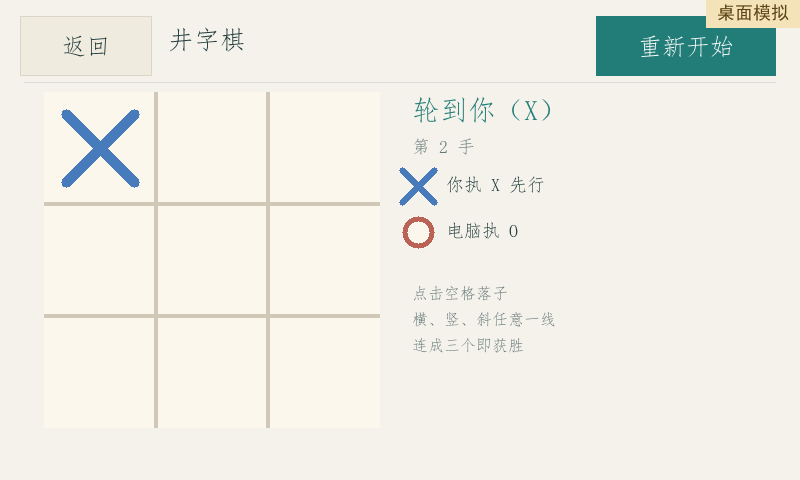 桌面模拟
返回
井字棋
重新开始
轮到你（X）
第 2 手
你执 X 先行
电脑执 O
点击空格落子
横、竖、斜任意一线
连成三个即获胜